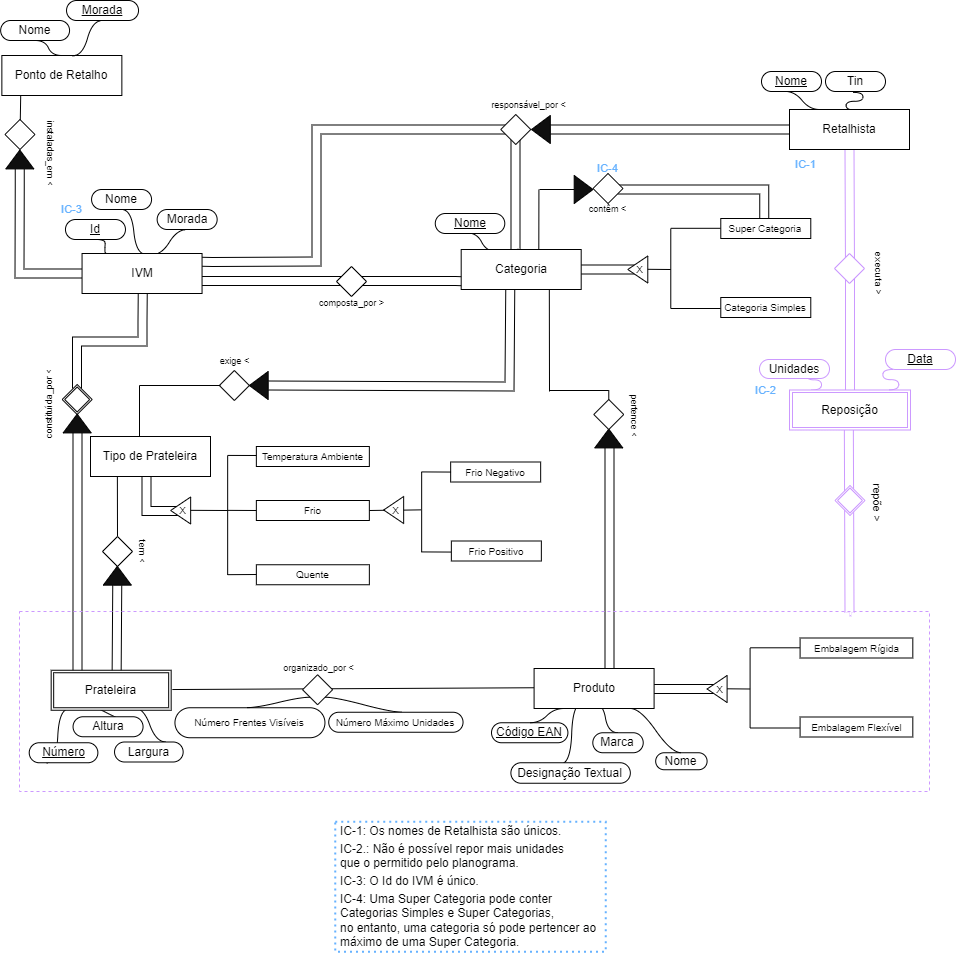 Morada
Nome
Ponto de Retalho
responsável_por <
Nome
Tin
Retalhista
instaladas_em <
IC-1
IC-4
contém <
IC-3
Nome
Morada
Id
IVM
Nome
Categoria
X
Super Categoria
Categoria Simples
composta_por >
executa >
exige <
constituida_por >
pertence <
Unidades
Data
IC-2
Reposição
Tipo de Prateleira
Temperatura Ambiente
X
Frio
X
Frio Negativo
Frio Positivo
Quente
tem <
repõe >
Prateleira
organizado_por <
Produto
X
Embalagem Rígida
Embalagem Flexível
Número Frentes Visíveis
Número Máximo Unidades
Altura
Número
Largura
Código EAN
Marca
Nome
Designação Textual
IC-1: Os nomes de Retalhista são únicos.
IC-2.: Não é possível repor mais unidades
que o permitido pelo planograma.
IC-3: O Id do IVM é único.
IC-4: Uma Super Categoria pode conter
Categorias Simples e Super Categorias,
no entanto, uma categoria só pode pertencer ao
máximo de uma Super Categoria.